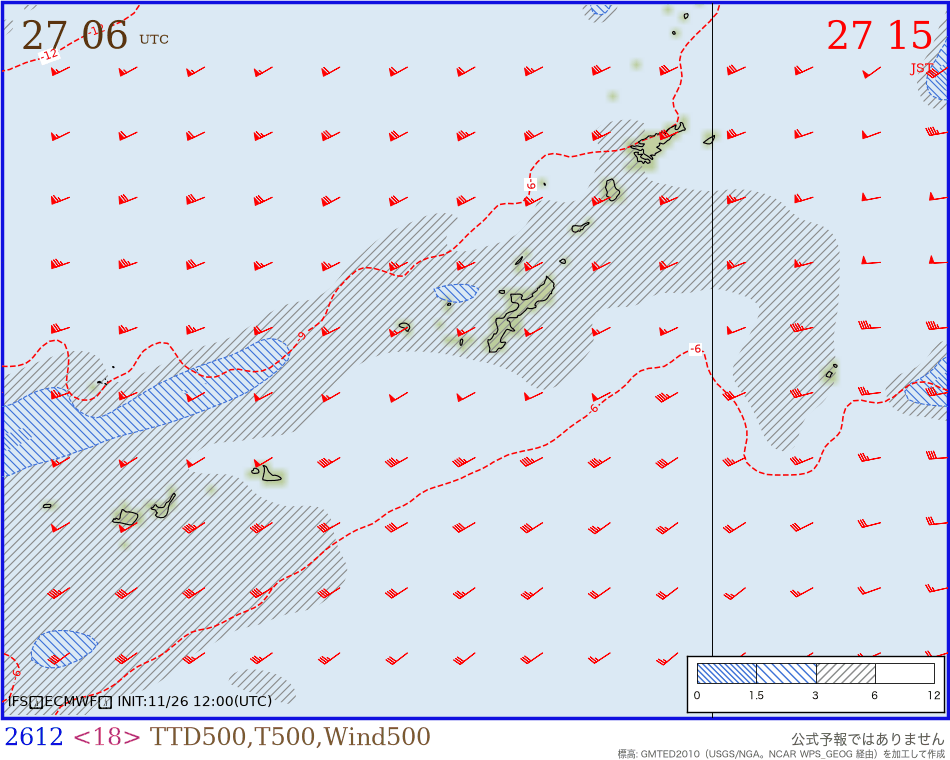 27 06 UTC
27 15
JST
-12
-12
-9
-9
-6
-6
-6
IFS□ECMWF□ INIT:11/26 12:00(UTC)
0 1.5 3 6 12
2612 <18> TTD500,T500,Wind500
公式予報ではありません
標高: GMTED2010（USGS/NGA。NCAR WPS_GEOG 経由）を加工して作成